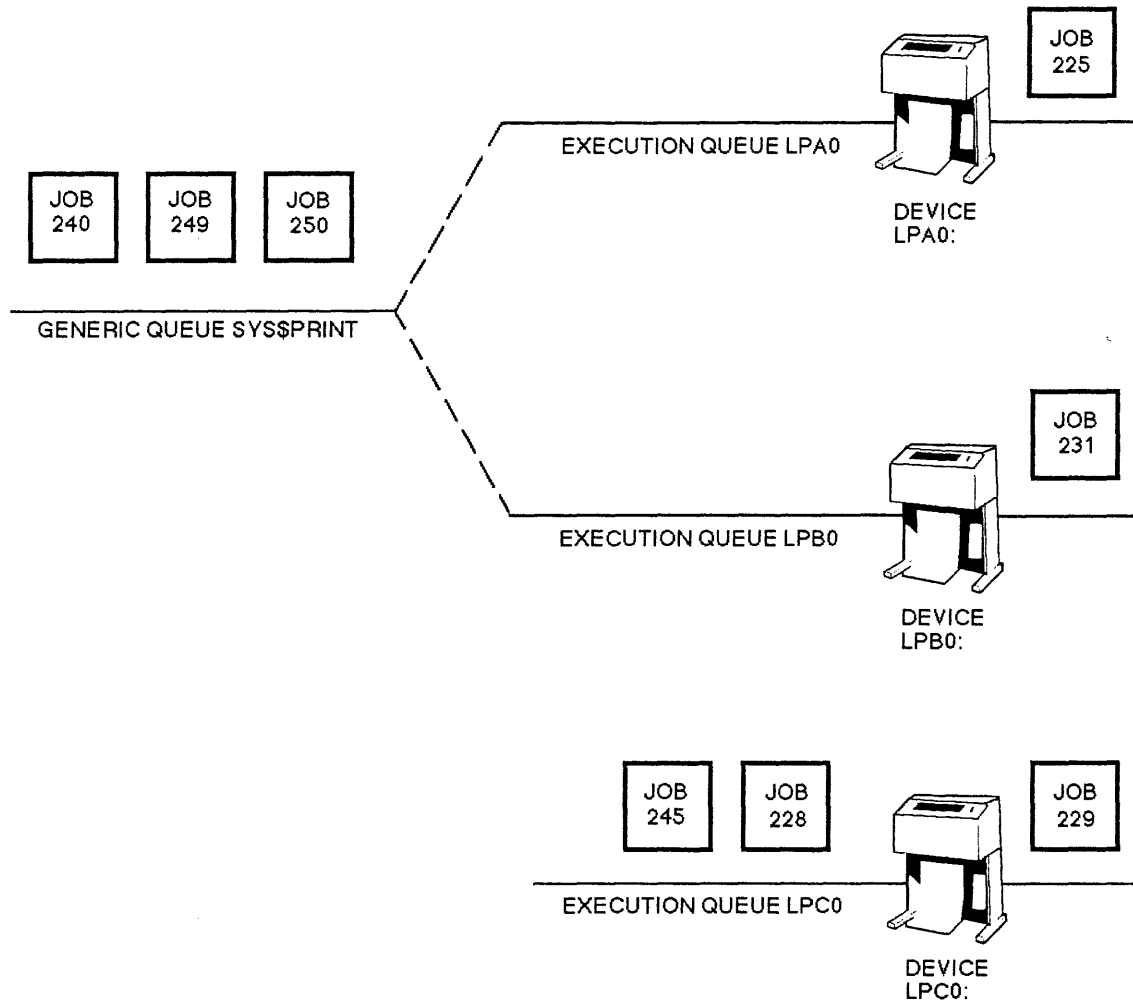 JOB
225
EXECUTION QUEUE LPA0
DEVICE
LPA0:
JOB
240
JOB
249
JOB
250
GENERIC QUEUE SYS$PRINT
JOB
231
EXECUTION QUEUE LPB0
DEVICE
LPB0:
JOB
245
JOB
228
JOB
229
EXECUTION QUEUE LPC0
DEVICE
LPC0: